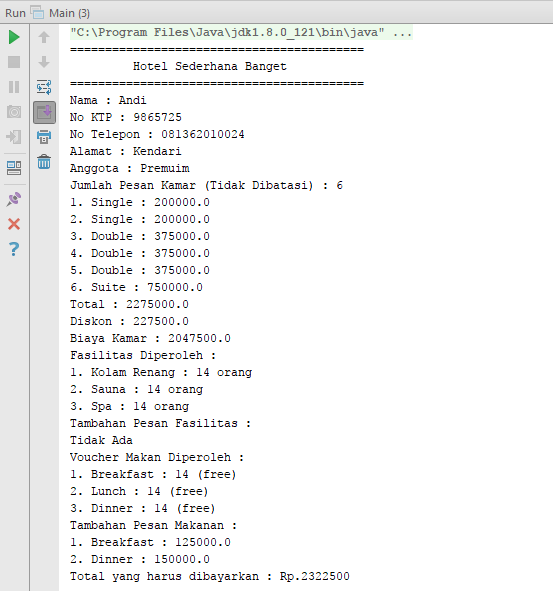 Run Main (3)
"C:\Program Files\Java\jdk1.8.0_121\bin\java" ...
==========================================
Hotel Sederhana Banget
==========================================
Nama : Andi
No KTP : 9865725
No Telepon : 081362010024
Alamat : Kendari
Anggota : Premuim
Jumlah Pesan Kamar (Tidak Dibatasi) : 6
1. Single : 200000.0
2. Single : 200000.0
3. Double : 375000.0
4. Double : 375000.0
5. Double : 375000.0
6. Suite : 750000.0
Total : 2275000.0
Diskon : 227500.0
Biaya Kamar : 2047500.0
Fasilitas Diperoleh :
1. Kolam Renang : 14 orang
2. Sauna : 14 orang
3. Spa : 14 orang
Tambahan Pesan Fasilitas :
Tidak Ada
Voucher Makan Diperoleh :
1. Breakfast : 14 (free)
2. Lunch : 14 (free)
3. Dinner : 14 (free)
Tambahan Pesan Makanan :
1. Breakfast : 125000.0
2. Dinner : 150000.0
Total yang harus dibayarkan : Rp.2322500